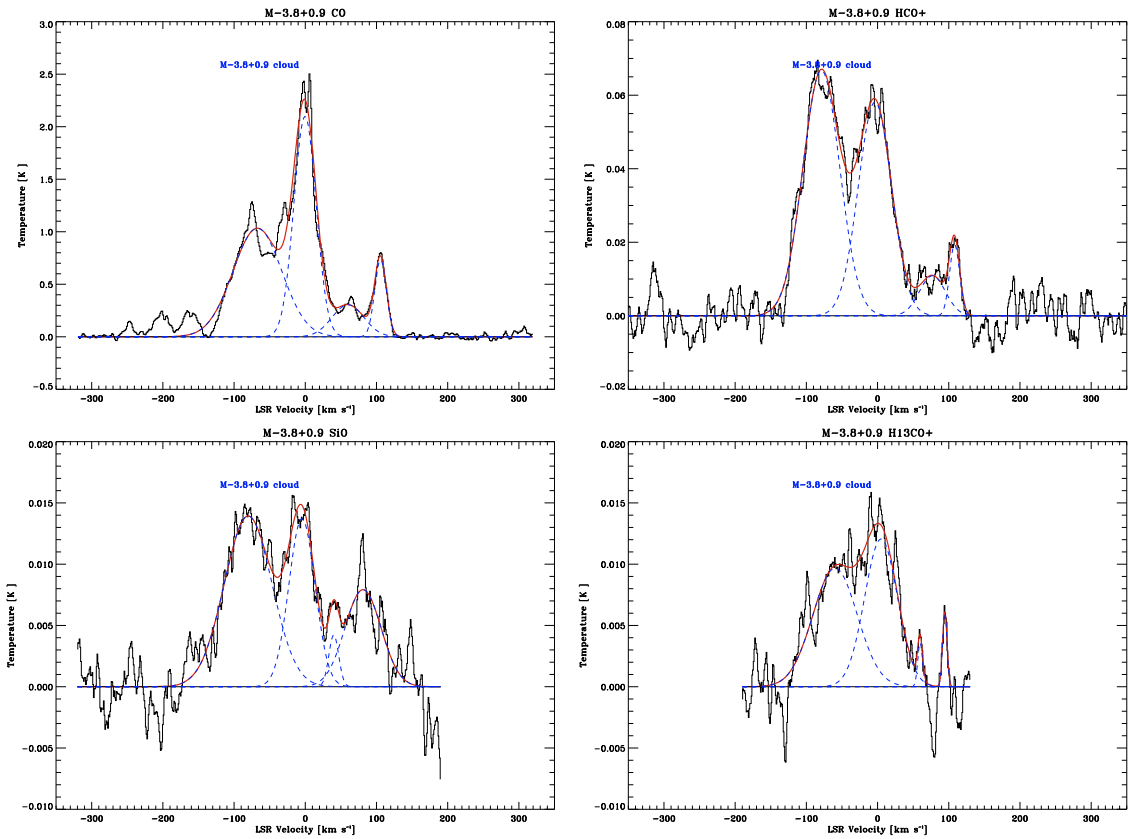 M-3.8+0.9 CO
M-3.8+0.9 cloud
3.0
2.5
2.0
1.5
1.0
0.5
0.0
-0.5
Temperature [ K ]
-300 -200 -100 0 100 200 300
LSR Velocity [ km s⁻¹]
M-3.8+0.9 HCO+
M-3.8+0.9 cloud
0.08
0.06
0.04
0.02
0.00
-0.02
Temperature [ K ]
-300 -200 -100 0 100 200 300
LSR Velocity [ km s⁻¹]
M-3.8+0.9 SiO
M-3.8+0.9 cloud
0.020
0.015
0.010
0.005
0.000
-0.005
-0.010
Temperature [ K ]
-300 -200 -100 0 100 200 300
LSR Velocity [ km s⁻¹]
M-3.8+0.9 H13CO+
M-3.8+0.9 cloud
0.020
0.015
0.010
0.005
0.000
-0.005
-0.010
Temperature [ K ]
-300 -200 -100 0 100 200 300
LSR Velocity [ km s⁻¹]